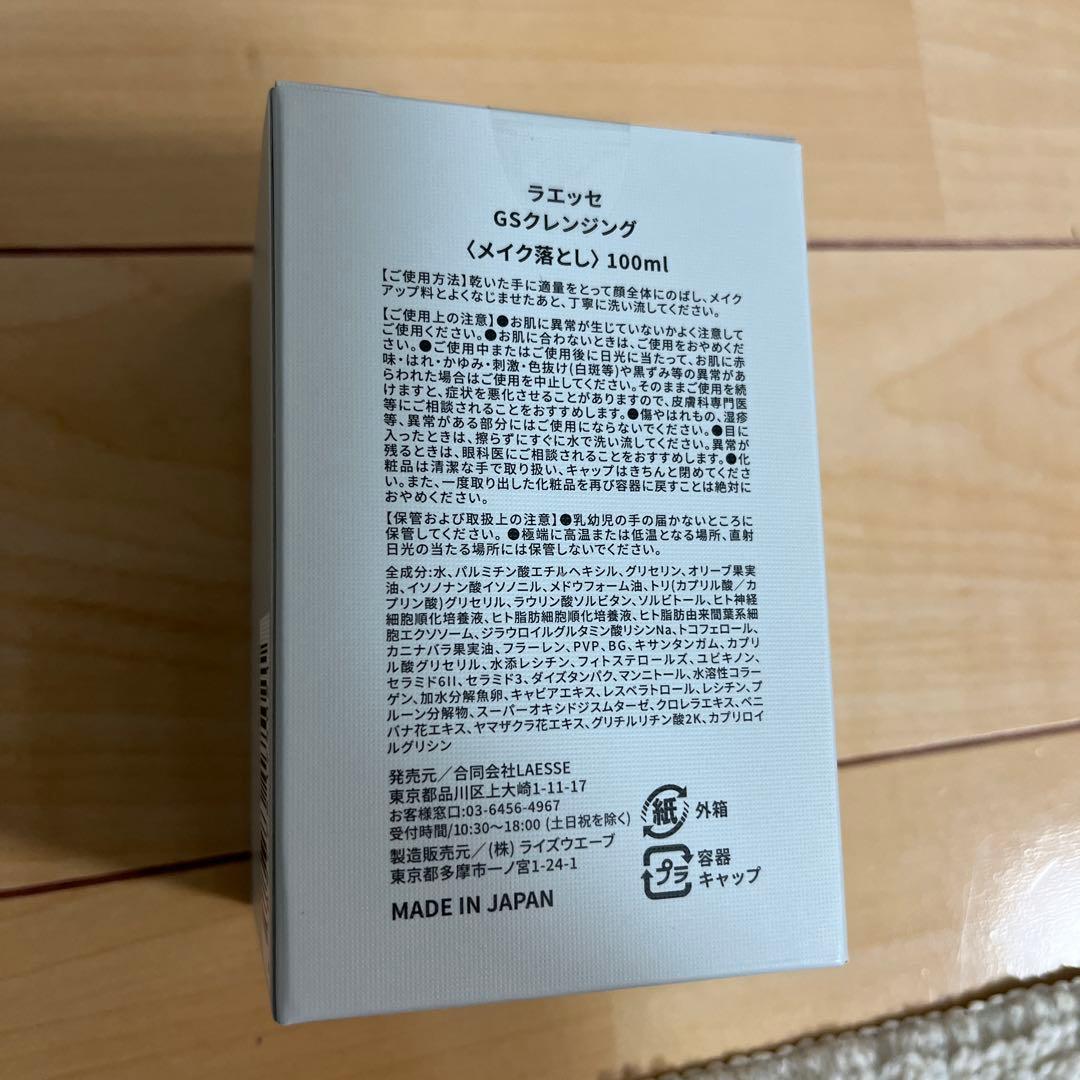 ラエッセ
GSクレンジング
〈メイク落とし〉100ml
【ご使用方法】乾いた手に適量をとって顔全体にのばし、メイク
アップ料とよくなじませたあと、丁寧に洗い流してください。
【ご使用上の注意】●お肌に異常が生じていないかよく注意して
ご使用ください。●お肌に合わないときは、ご使用をおやめくだ
さい。●ご使用中またはご使用後に日光に当たって、お肌に赤
味・はれ・かゆみ・刺激・色抜け(白斑等)や黒ずみ等の異常があ
らわれた場合はご使用を中止してください。そのままご使用を続
けますと、症状を悪化させることがありますので、皮膚科専門医
等にご相談されることをおすすめします。●傷やはれもの、湿疹
等、異常がある部分にはご使用にならないでください。●目に
入ったときは、擦らずにすぐに水で洗い流してください。異常が
残るときは、眼科医にご相談されることをおすすめします。●化
粧品は清潔な手で取り扱い、キャップはきちんと閉めてくださ
い。また、一度取り出した化粧品を再び容器に戻すことは絶対に
おやめください。
【保管および取扱上の注意】●乳幼児の手の届かないところに
保管してください。●極端に高温または低温となる場所、直射
日光の当たる場所には保管しないでください。
全成分:水、パルミチン酸エチルヘキシル、グリセリン、オリーブ果実
油、イソノナン酸イソノニル、メドウフォーム油、トリ(カプリル酸／カ
プリン酸)グリセリル、ラウリン酸ソルビタン、ソルビトール、ヒト神経
細胞順化培養液、ヒト脂肪細胞順化培養液、ヒト脂肪由来間葉系細
胞エクソソーム、ジラウロイルグルタミン酸リシンNa、トコフェロール、
カニナバラ果実油、フラーレン、PVP、BG、キサンタンガム、カプリ
ル酸グリセリル、水添レシチン、フィトステロールズ、ユビキノン、
セラミド6II、セラミド3、ダイズタンパク、マンニトール、水溶性コラー
ゲン、加水分解魚卵、キャビアエキス、レスベラトロール、レシチン、プ
ルーン分解物、スーパーオキシドジスムターゼ、クロレラエキス、ベニ
バナ花エキス、ヤマザクラ花エキス、グリチルリチン酸2K、カプリロイ
ルグリシン
発売元／合同会社LAESSE
東京都品川区上大崎1-11-17
お客様窓口:03-6456-4967
受付時間/10:30～18:00 (土日祝を除く)
製造販売元／(株) ライズウエーブ
東京都多摩市一ノ宮1-24-1
MADE IN JAPAN
紙 外箱
プラ 容器
キャップ